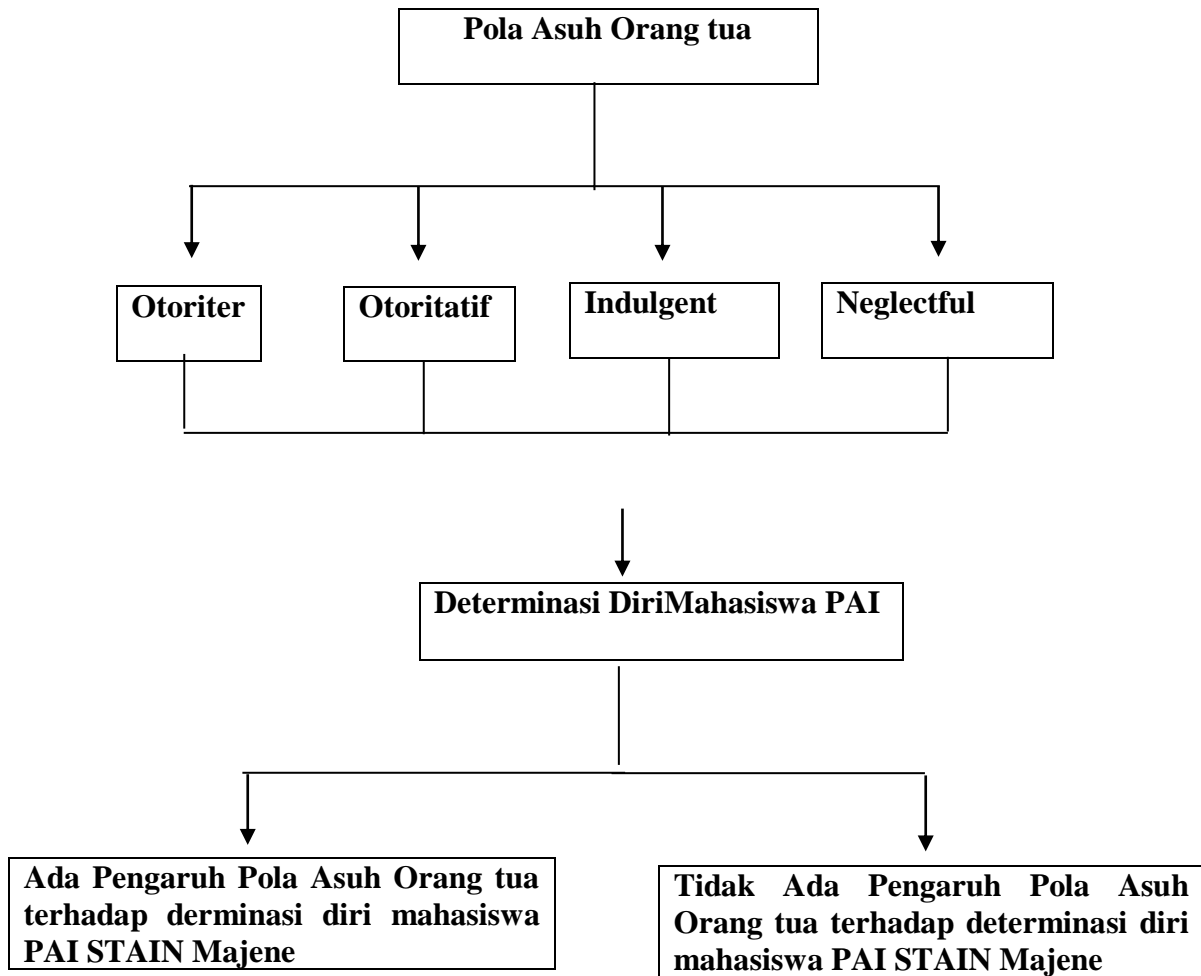 Pola Asuh Orang tua
Otoriter
Otoritatif
Indulgent
Neglectful
Determinasi DiriMahasiswa PAI
Ada Pengaruh Pola Asuh Orang tua
terhadap derminasi diri mahasiswa
PAI STAIN Majene
Tidak Ada Pengaruh Pola Asuh
Orang tua terhadap determinasi diri
mahasiswa PAI STAIN Majene